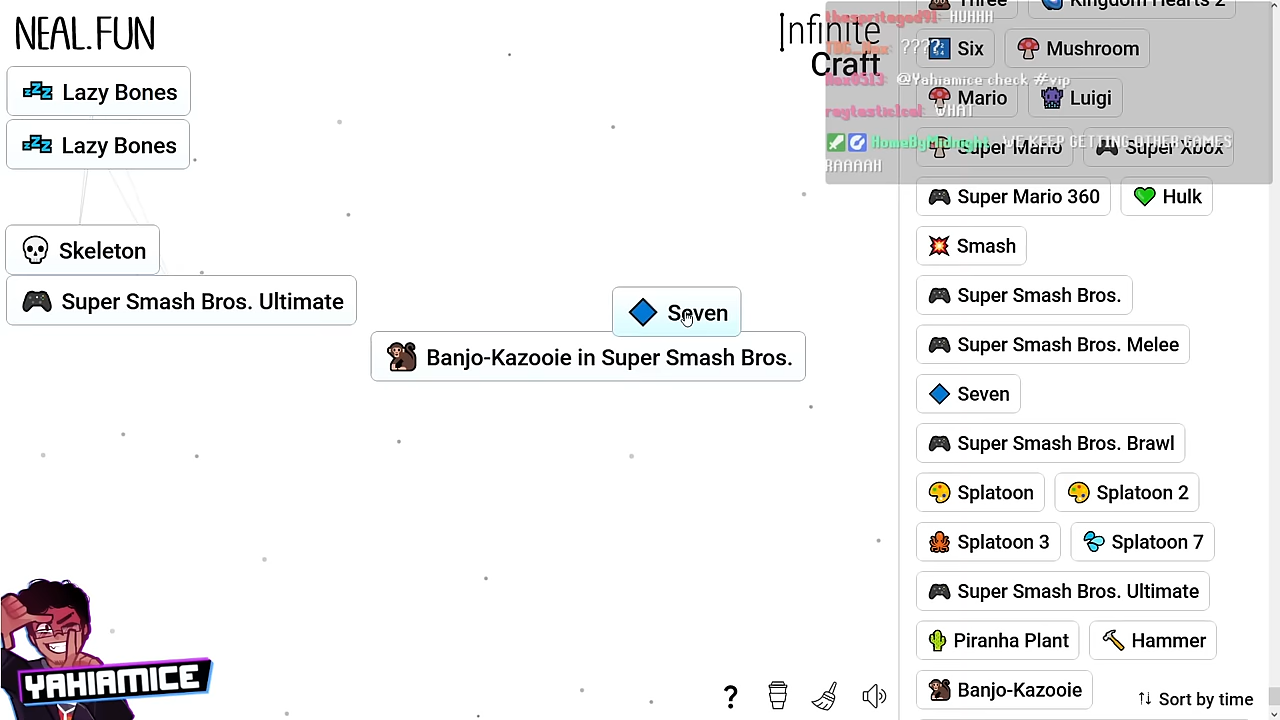 NEAL.FUN
Infinite
Craft
Lazy Bones
Lazy Bones
Skeleton
Super Smash Bros. Ultimate
Seven
Banjo-Kazooie in Super Smash Bros.
Three
Kingdom Hearts 2
HUHHH
Six
Mushroom
????
@Yahiamice check #vip
Mario
Luigi
WHAT
HomeByMidnight WE KEEP GETTING OTHER GAMES
RAAAAH
Super Mario
Super Xbox
Super Mario 360
Hulk
Smash
Super Smash Bros.
Super Smash Bros. Melee
Seven
Super Smash Bros. Brawl
Splatoon
Splatoon 2
Splatoon 3
Splatoon 7
Super Smash Bros. Ultimate
Piranha Plant
Hammer
Banjo-Kazooie
Sort by time
?
YAHIAMICE